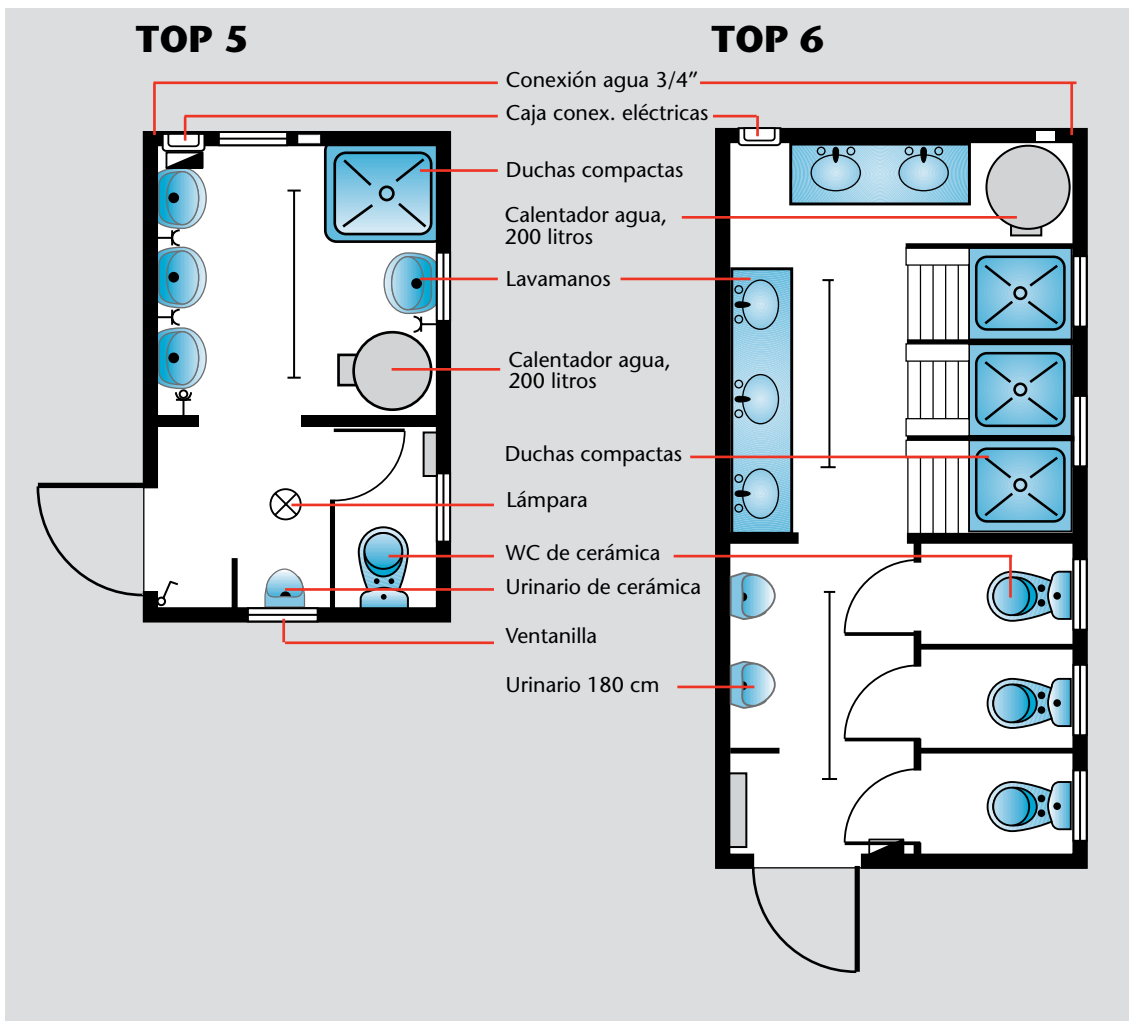 TOP 5
TOP 6
Conexión agua 3/4”
Caja conex. eléctricas
Duchas compactas
Calentador agua,
200 litros
Lavamanos
Calentador agua,
200 litros
Duchas compactas
Lámpara
WC de cerámica
Urinario de cerámica
Ventanilla
Urinario 180 cm